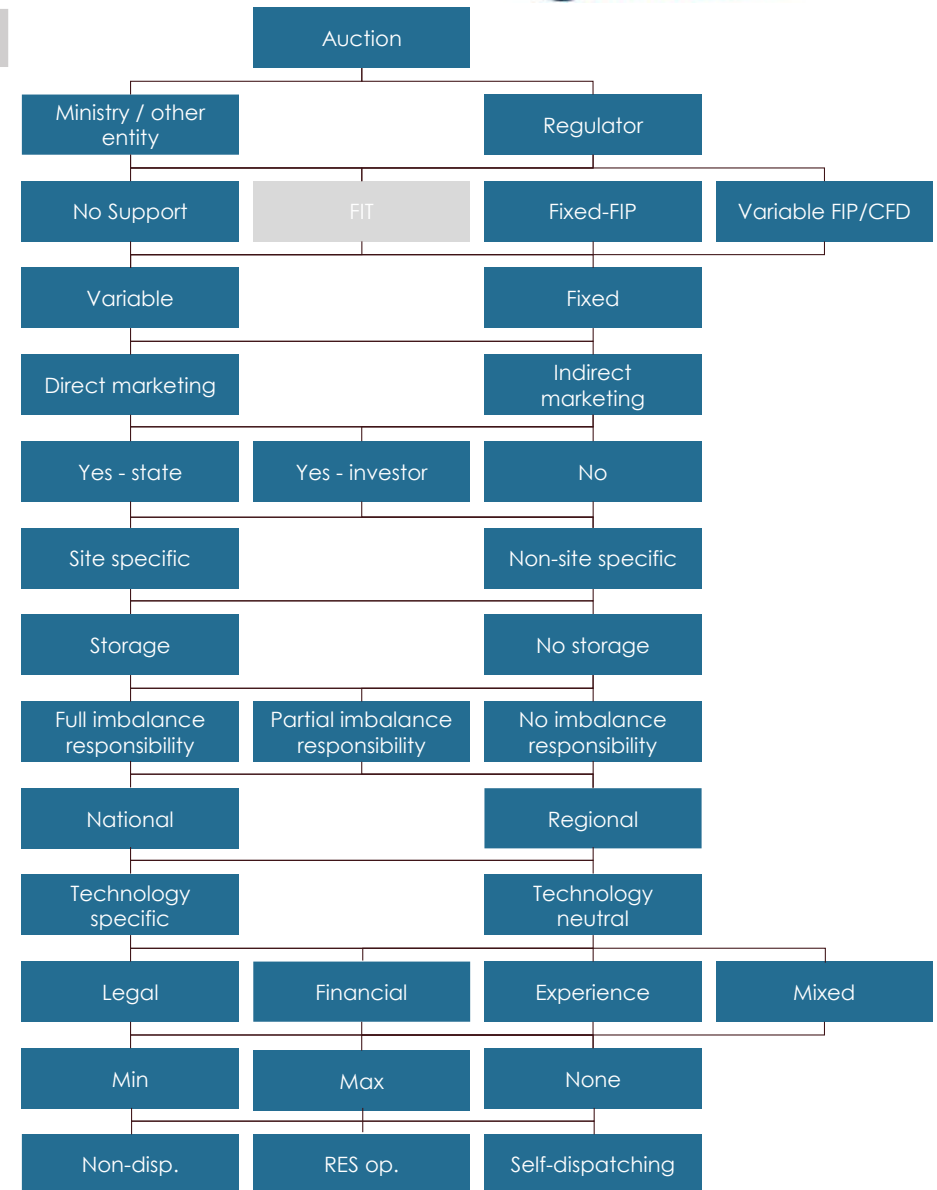 Auction
Ministry / other
entity
Regulator
No Support
FIT
Fixed-FIP
Variable FIP/CFD
Variable
Fixed
Direct marketing
Indirect
marketing
Yes - state
Yes - investor
No
Site specific
Non-site specific
Storage
No storage
Full imbalance
responsibility
Partial imbalance
responsibility
No imbalance
responsibility
National
Regional
Technology
specific
Technology
neutral
Legal
Financial
Experience
Mixed
Min
Max
None
Non-disp.
RES op.
Self-dispatching